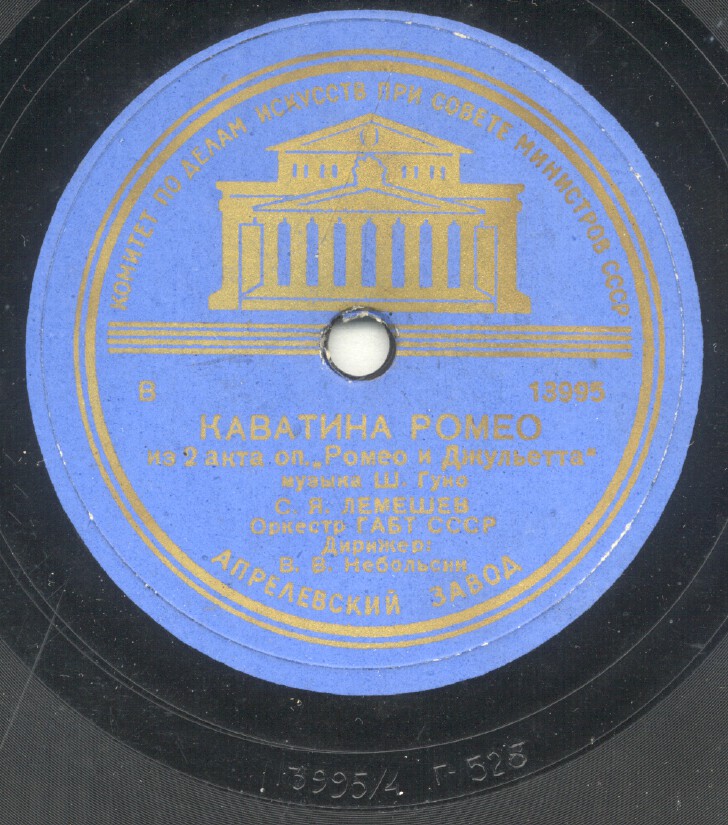 КОМИТЕТ ПО ДЕЛАМ ИСКУССТВ ПРИ СОВЕТЕ МИНИСТРОВ СССР
В 13995
КАВАТИНА РОМЕО
из 2 акта оп. „Ромео и Джульетта"
музыка Ш. Гуно
С. Я. ЛЕМЕШЕВ
Оркестр ГАБТ СССР
Дирижер:
В. В. Небольсин
АПРЕЛЕВСКИЙ ЗАВОД
13995/4 Г-523